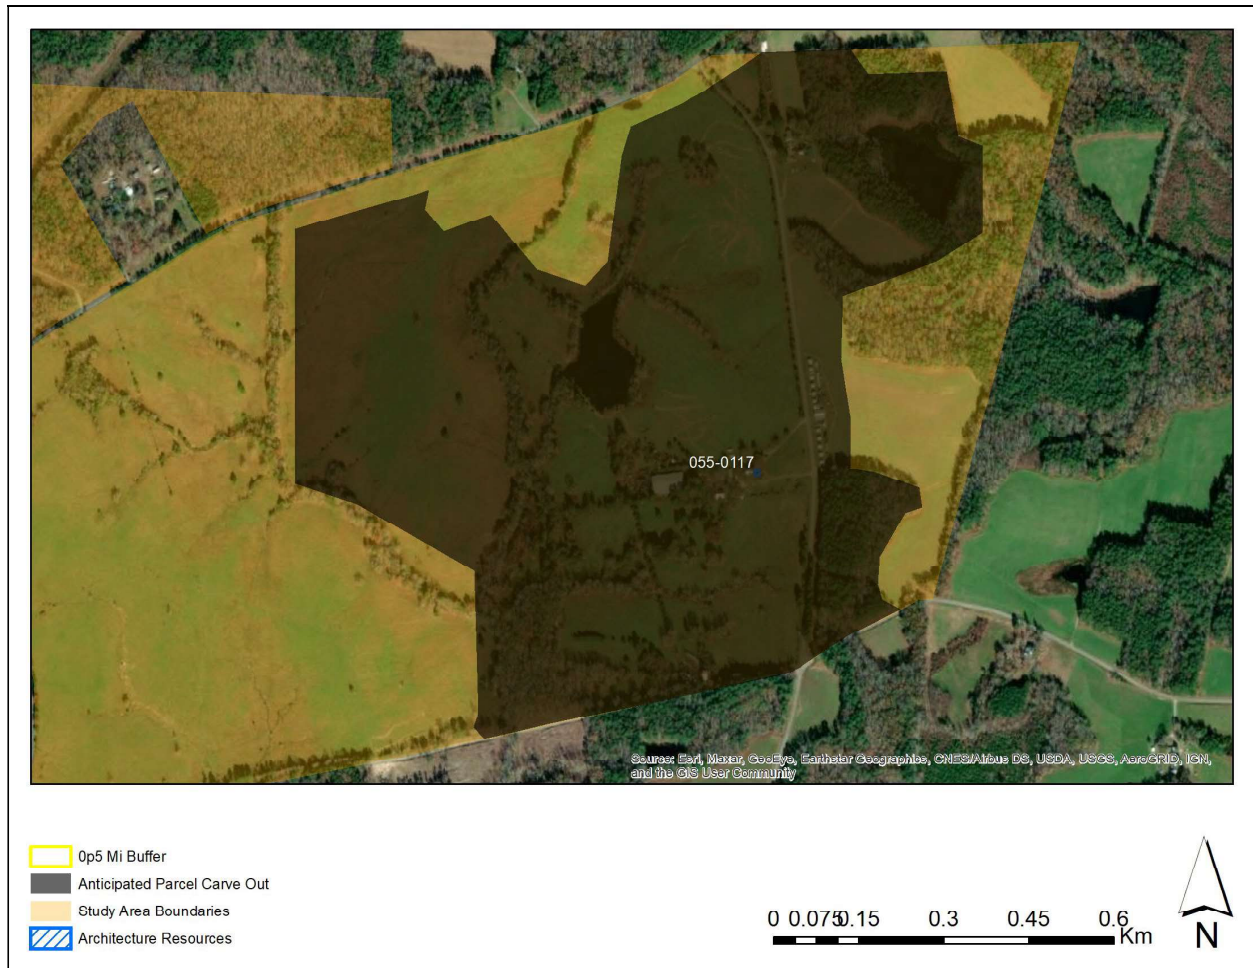 055-0117
Source: Esri, Maxar, GeoEye, Earthstar Geographics, CNES/Airbus DS, USDA, USGS, AeroGRID, IGN,
and the GIS User Community
0p5 Mi Buffer
Anticipated Parcel Carve Out
Study Area Boundaries
Architecture Resources
0 0.075 0.15 0.3 0.45 0.6
Km
N